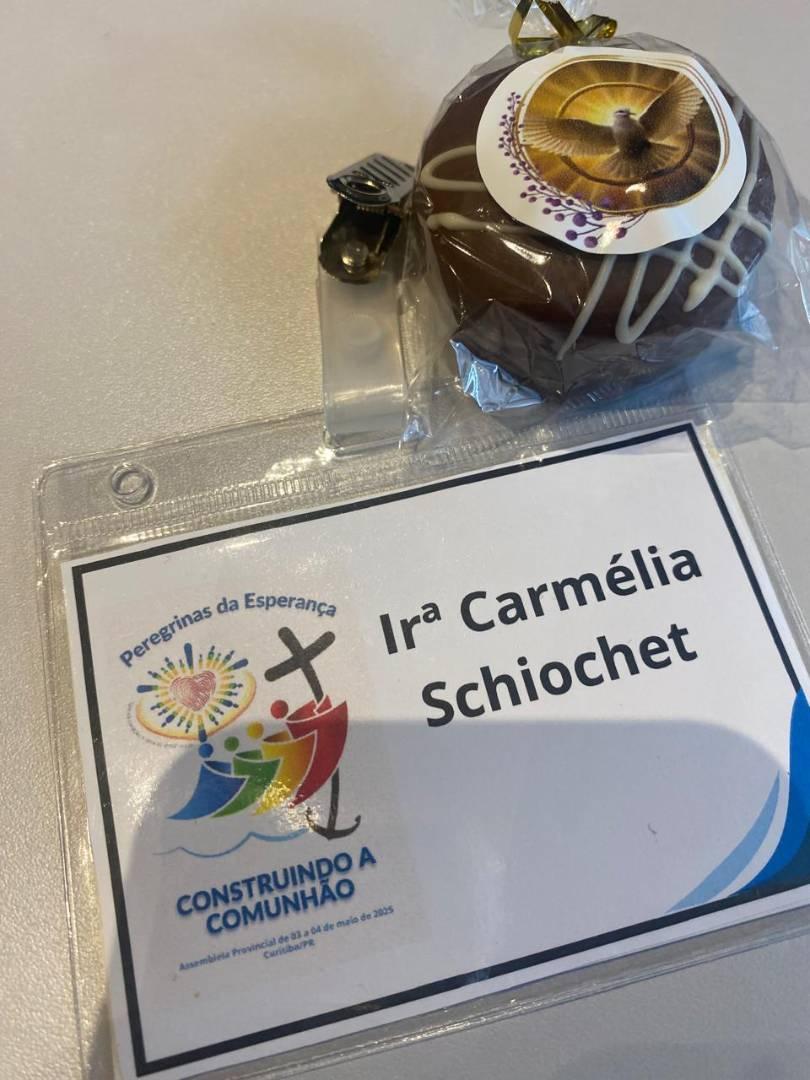 Peregrinas da Esperança
Irª Carmélia
Schiochet
CONSTRUINDO A
COMUNHÃO
Assembleia Provincial de 03 a 04 de maio de 2025
Curitiba/PR